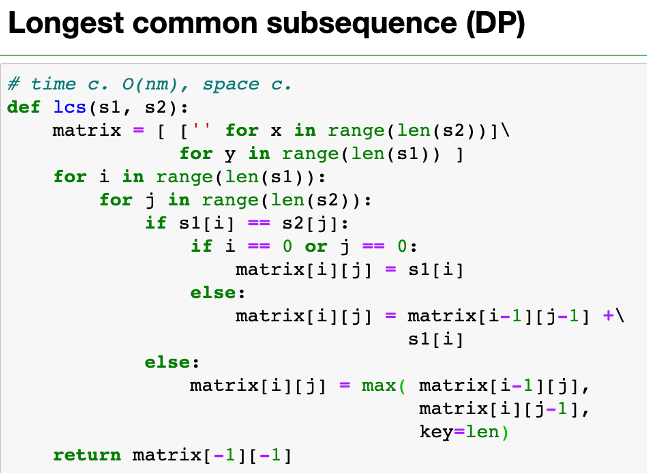 Longest common subsequence (DP)
# time c. O(nm), space c.
def lcs(s1, s2):
    matrix = [ ['' for x in range(len(s2))]\
               for y in range(len(s1)) ]
    for i in range(len(s1)):
        for j in range(len(s2)):
            if s1[i] == s2[j]:
                if i == 0 or j == 0:
                    matrix[i][j] = s1[i]
                else:
                    matrix[i][j] = matrix[i-1][j-1] +\
                                   s1[i]
            else:
                matrix[i][j] = max( matrix[i-1][j],
                                    matrix[i][j-1],
                                    key=len)
    return matrix[-1][-1]